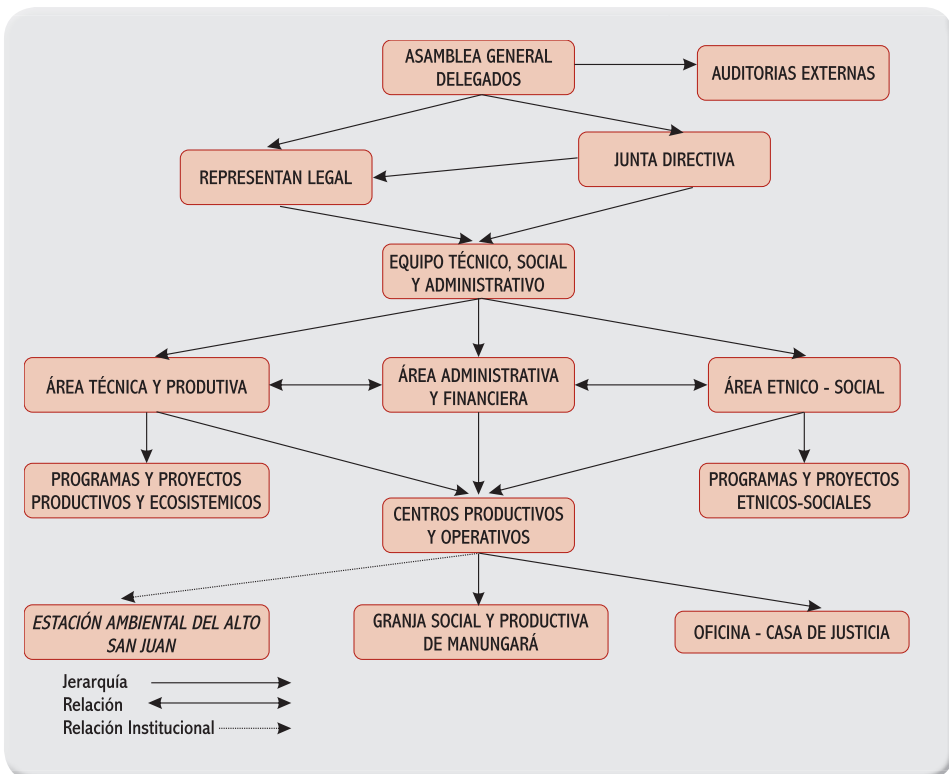 ASAMBLEA GENERAL
DELEGADOS
AUDITORIAS EXTERNAS
REPRESENTAN LEGAL
JUNTA DIRECTIVA
EQUIPO TÉCNICO, SOCIAL
Y ADMINISTRATIVO
ÁREA TÉCNICA Y PRODUTIVA
ÁREA ADMINISTRATIVA
Y FINANCIERA
ÁREA ETNICO - SOCIAL
PROGRAMAS Y PROYECTOS
PRODUCTIVOS Y ECOSISTEMICOS
PROGRAMAS Y PROYECTOS
ETNICOS-SOCIALES
CENTROS PRODUCTIVOS
Y OPERATIVOS
ESTACIÓN AMBIENTAL DEL ALTO
SAN JUAN
GRANJA SOCIAL Y PRODUCTIVA
DE MANUNGARÁ
OFICINA - CASA DE JUSTICIA
Jerarquía
Relación
Relación Institucional